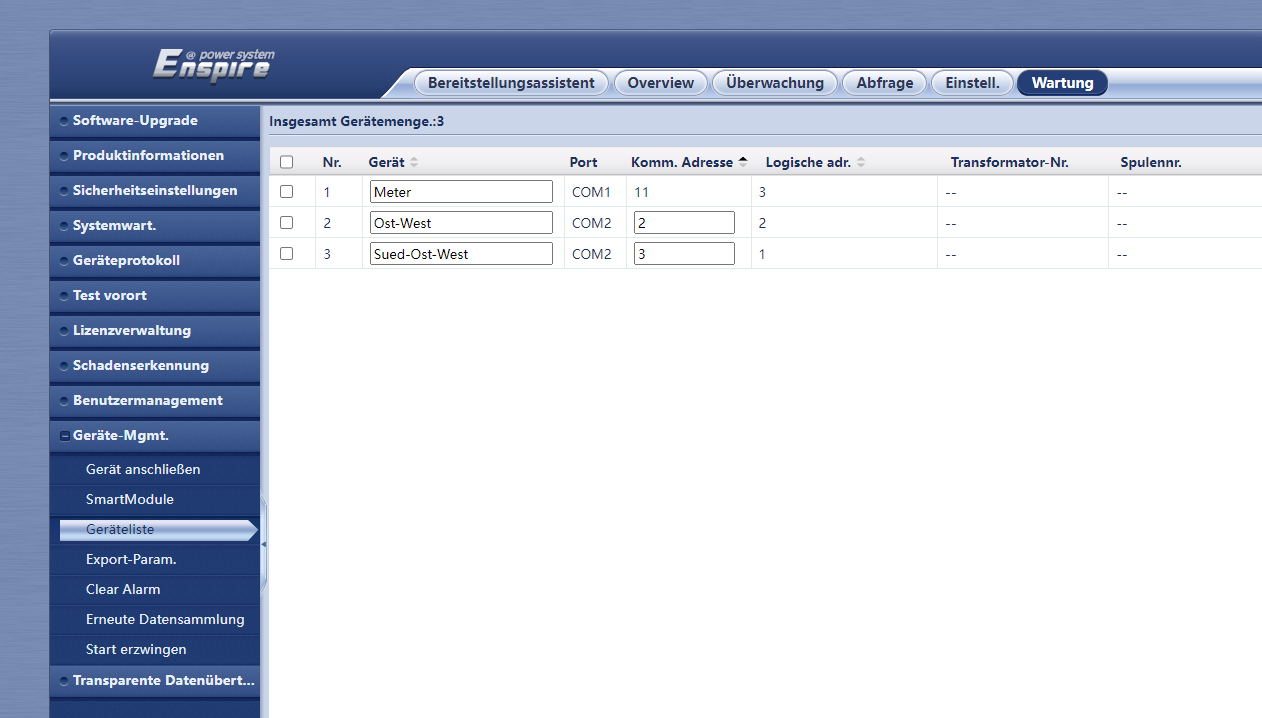 Enspire @ power system
Bereitstellungsassistent Overview Überwachung Abfrage Einstell. Wartung
Software-Upgrade
Produktinformationen
Sicherheitseinstellungen
Systemwart.
Geräteprotokoll
Test vorort
Lizenzverwaltung
Schadenserkennung
Benutzermanagement
Geräte-Mgmt.
Gerät anschließen
SmartModule
Geräteliste
Export-Param.
Clear Alarm
Erneute Datensammlung
Start erzwingen
Transparente Datenübert...
Insgesamt Gerätemenge.:3
Nr. Gerät Port Komm. Adresse Logische adr. Transformator-Nr. Spulennr.
1 Meter COM1 11 3 -- --
2 Ost-West COM2 2 2 -- --
3 Sued-Ost-West COM2 3 1 -- --